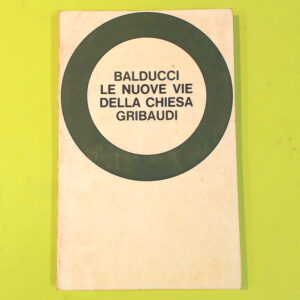 BALDUCCI
LE NUOVE VIE
DELLA CHIESA
GRIBAUDI